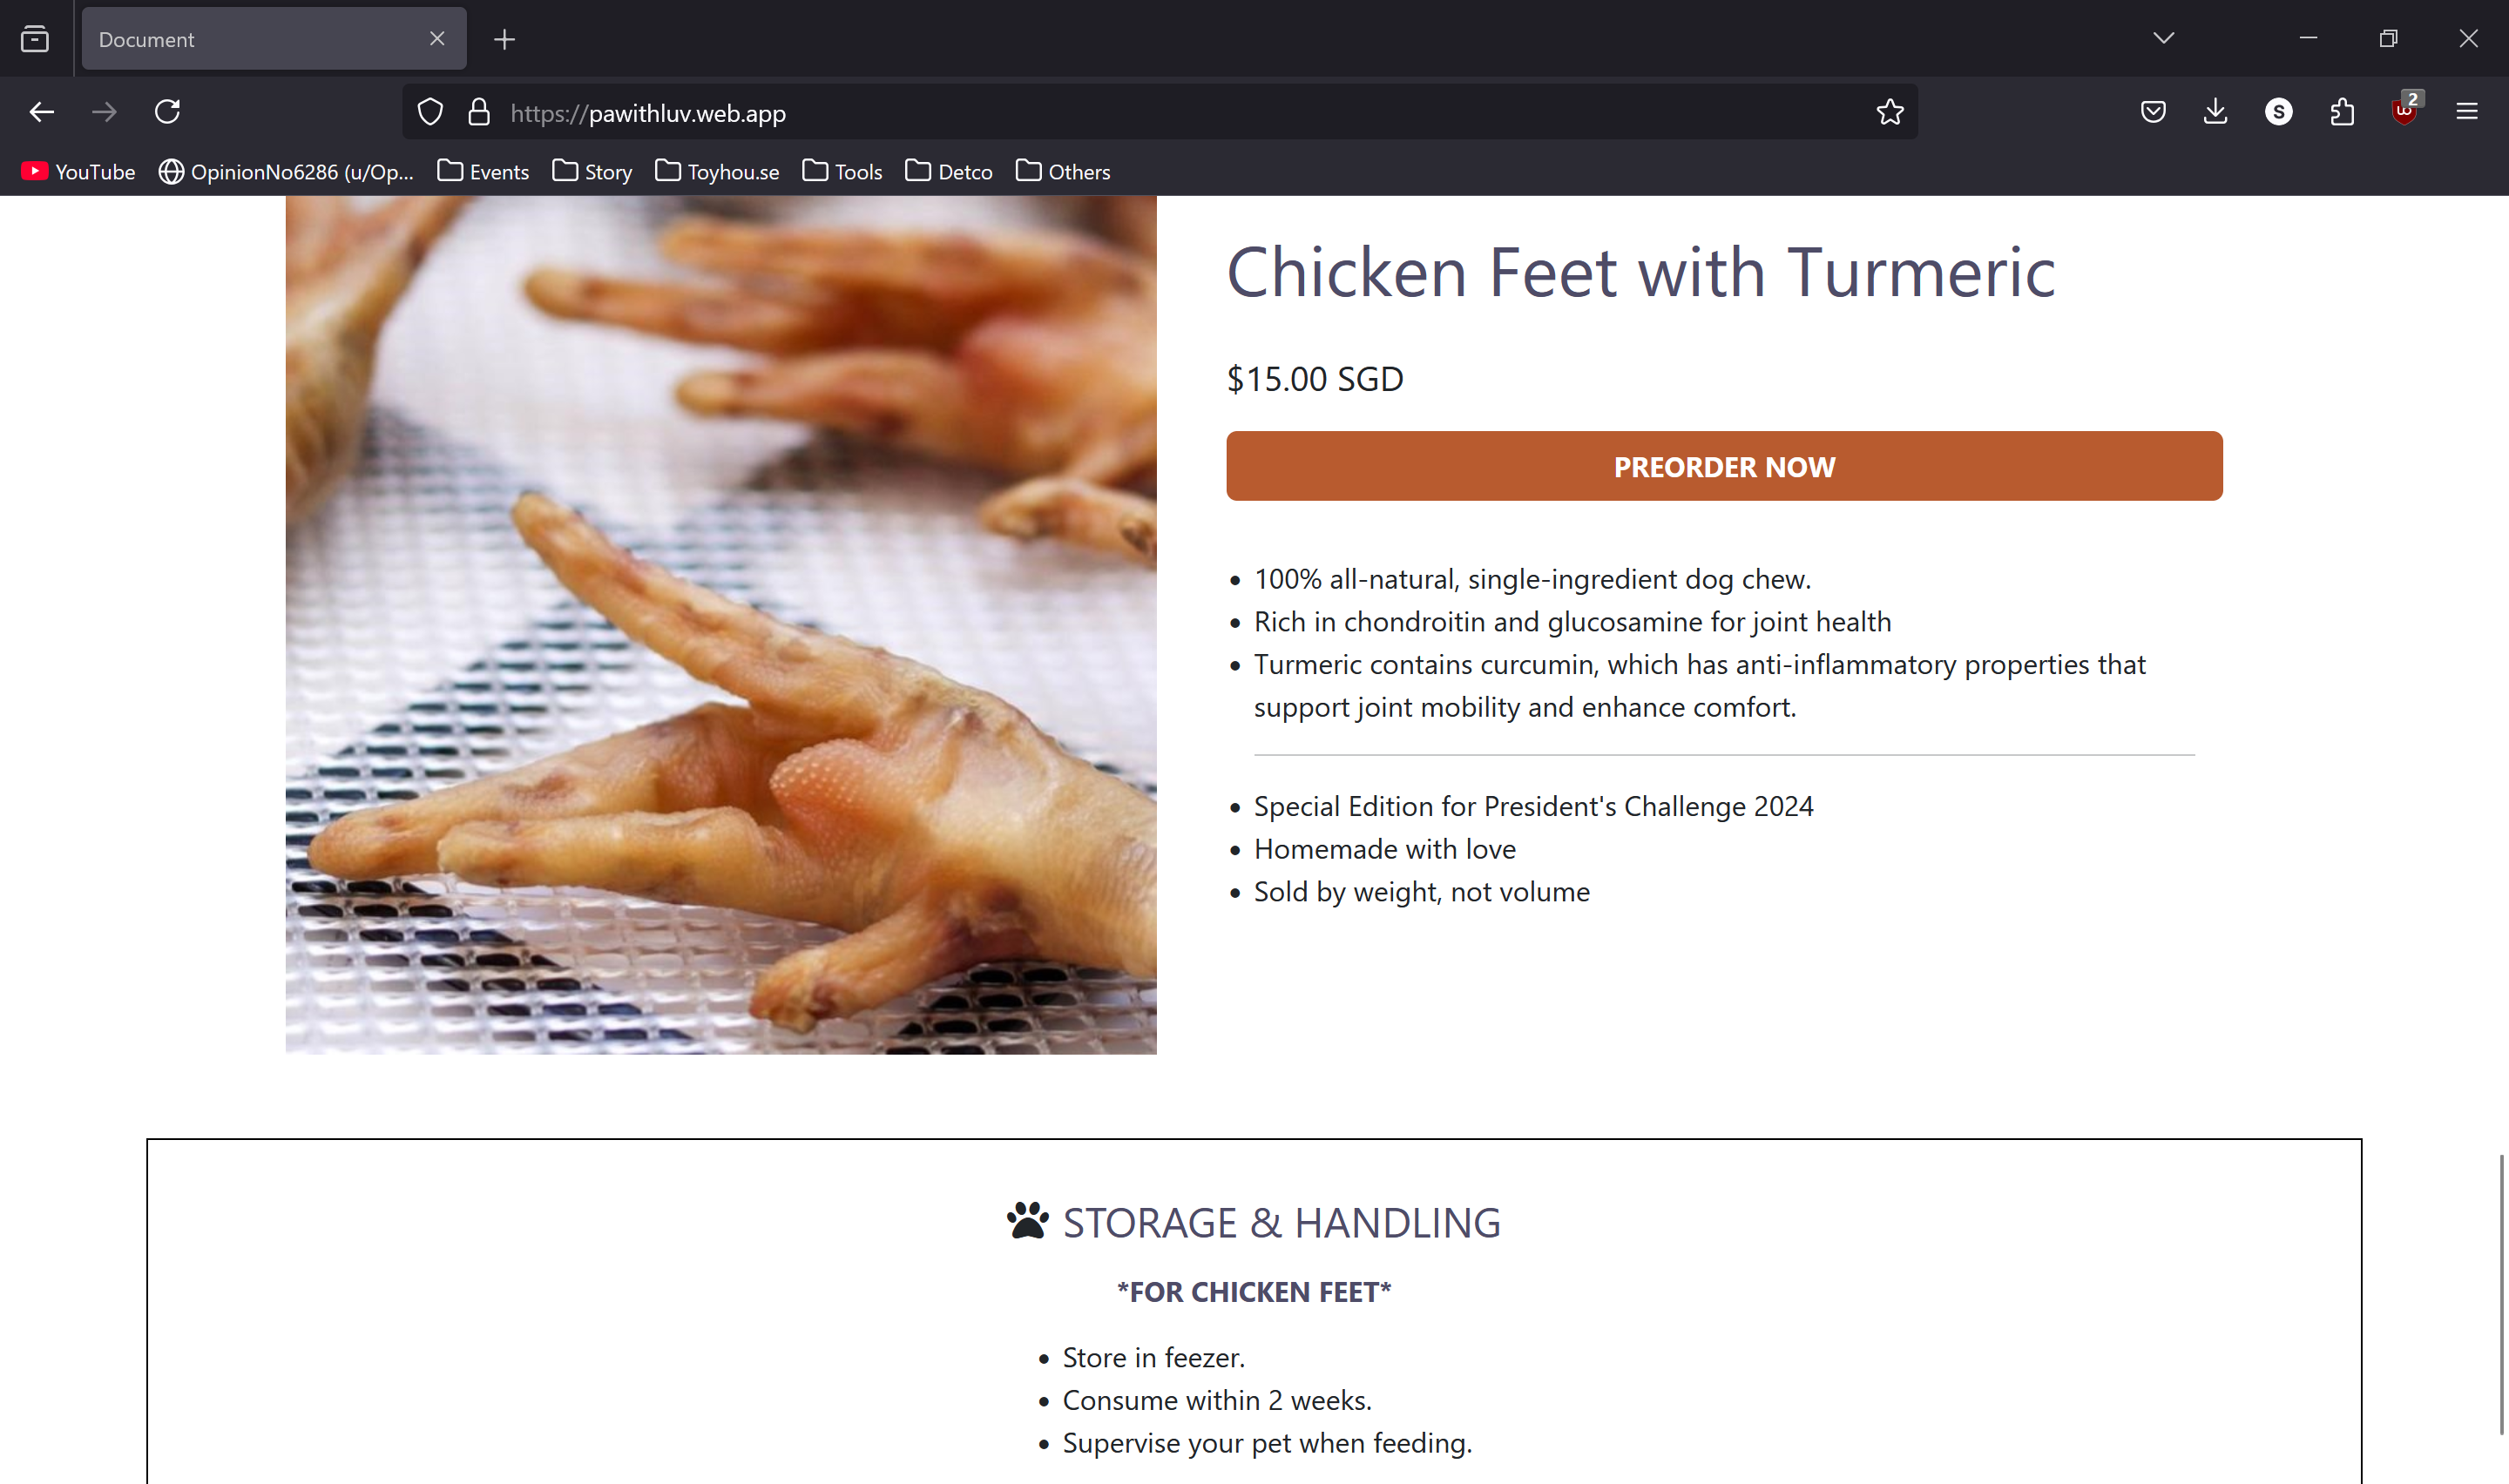 Document
https://pawithluv.web.app
S
2
YouTube
OpinionNo6286 (u/Op...
Events
Story
Toyhou.se
Tools
Detco
Others
Chicken Feet with Turmeric
$15.00 SGD
PREORDER NOW
100% all-natural, single-ingredient dog chew.
Rich in chondroitin and glucosamine for joint health
Turmeric contains curcumin, which has anti-inflammatory properties that
support joint mobility and enhance comfort.
Special Edition for President's Challenge 2024
Homemade with love
Sold by weight, not volume
STORAGE & HANDLING
*FOR CHICKEN FEET*
Store in feezer.
Consume within 2 weeks.
Supervise your pet when feeding.